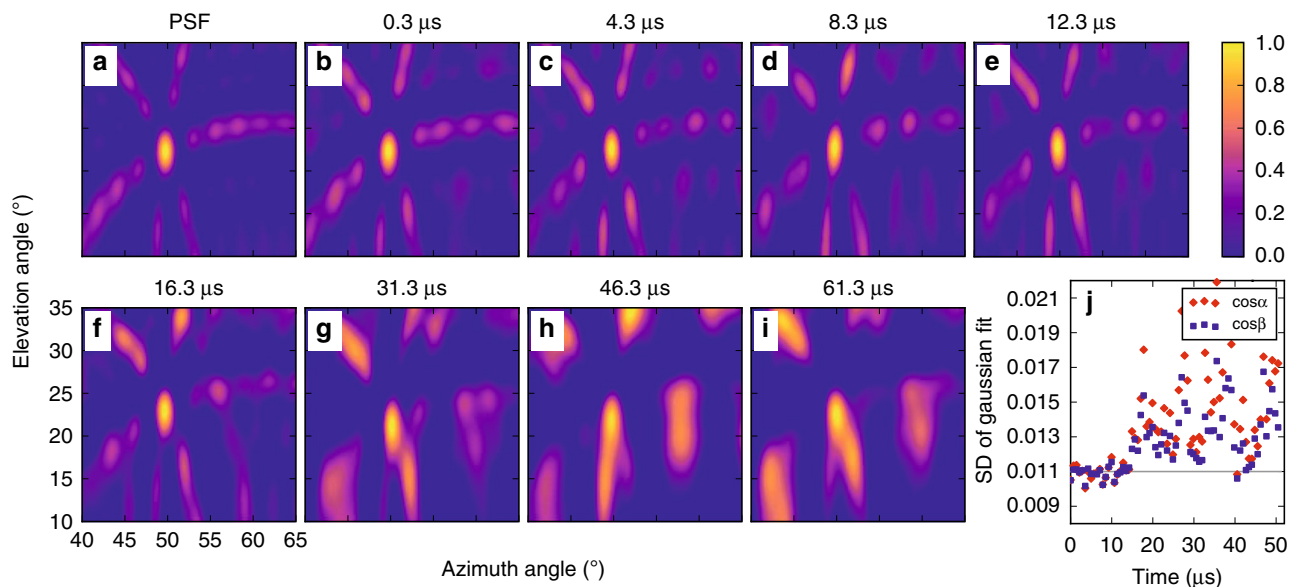 PSF 0.3 μs 4.3 μs 8.3 μs 12.3 μs
a b c d e
1.0
0.8
0.6
0.4
0.2
0.0
Elevation angle (°)
16.3 μs 31.3 μs 46.3 μs 61.3 μs
f g h i j
35
30
25
20
15
10
40 45 50 55 60 65
Azimuth angle (°)
cosα
cosβ
SD of gaussian fit
0.021
0.019
0.017
0.015
0.013
0.011
0.009
0 10 20 30 40 50
Time (μs)